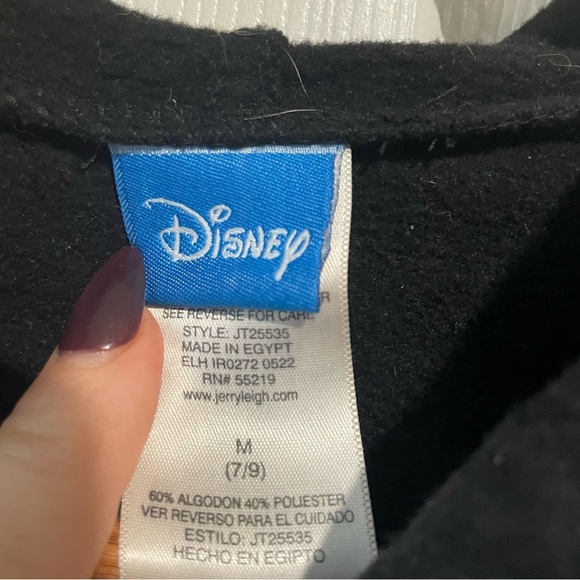 Disney
SEE REVERSE FOR CARE
STYLE: JT25535
MADE IN EGYPT
ELH IR0272 0522
RN# 55219
www.jerryleigh.com
M
(7/9)
60% ALGODON 40% POLIESTER
VER REVERSO PARA EL CUIDADO
ESTILO: JT25535
HECHO EN EGIPTO